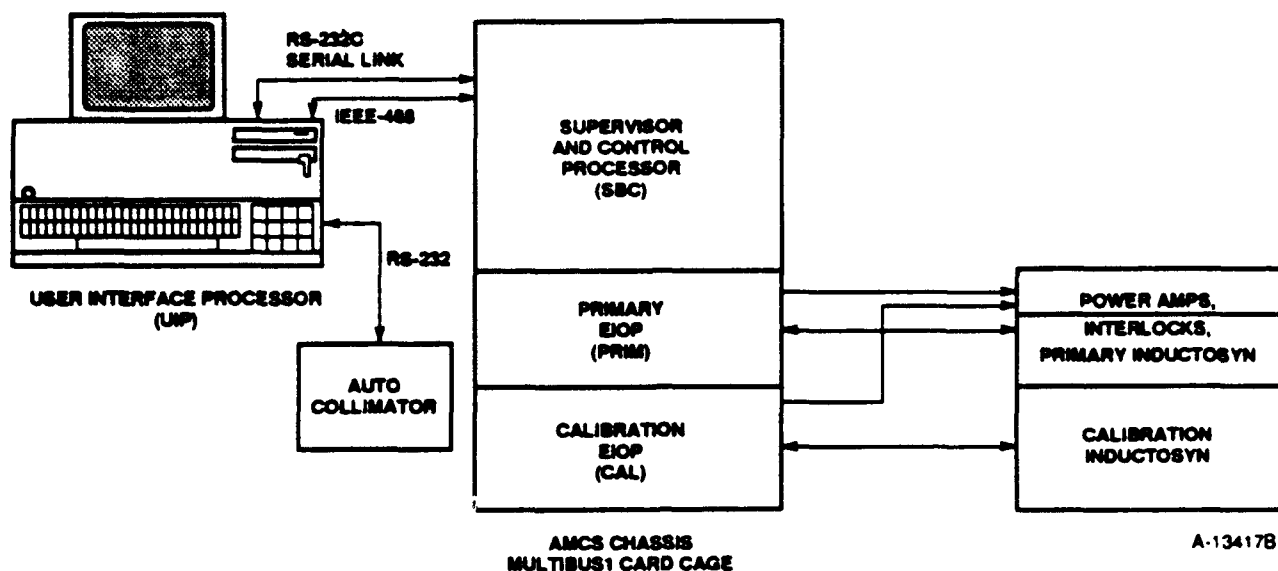 RS-232C
SERIAL LINK
IEEE-488
SUPERVISOR
AND CONTROL
PROCESSOR
(SBC)
RS-232
USER INTERFACE PROCESSOR
(UIP)
AUTO
COLLIMATOR
PRIMARY
EIOP
(PRIM)
CALIBRATION
EIOP
(CAL)
POWER AMPS,
INTERLOCKS,
PRIMARY INDUCTOSYN
CALIBRATION
INDUCTOSYN
AMCS CHASSIS
MULTIBUS1 CARD CAGE
A-13417B